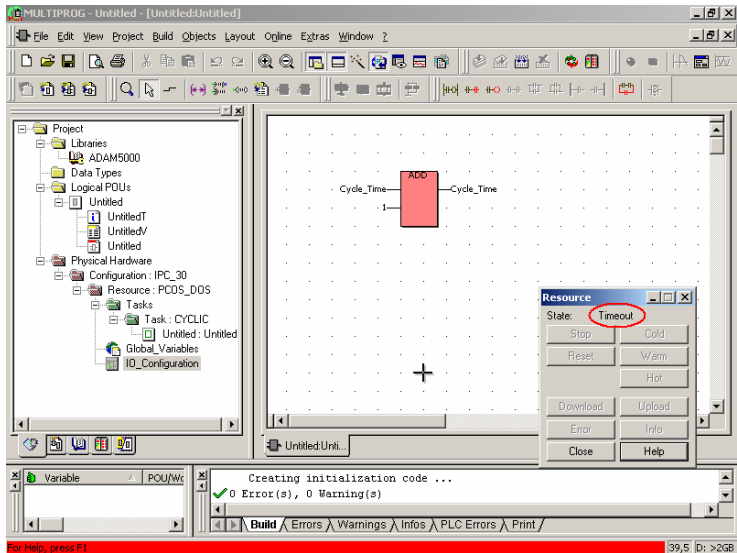 MULTIPROG - Untitled - [Untitled:Untitled]
File Edit View Project Build Objects Layout Online Extras Window ?
Project
Libraries
ADAM5000
Data Types
Logical POUs
Untitled
UntitledT
UntitledV
Untitled
Physical Hardware
Configuration : IPC_30
Resource : PCOS_DOS
Tasks
Task : CYCLIC
Untitled : Untitled
Global_Variables
IO_Configuration
ADD
Cycle_Time Cycle_Time
1
Resource
State: Timeout
Stop Cold
Reset Warm
Hot
Download Upload
Error Info
Close Help
Untitled:Unti...
Variable POU/Wo
Creating initialization code ...
0 Error(s), 0 Warning(s)
Build Errors Warnings Infos PLC Errors Print
For Help, press F1 39,5 D: >2GB